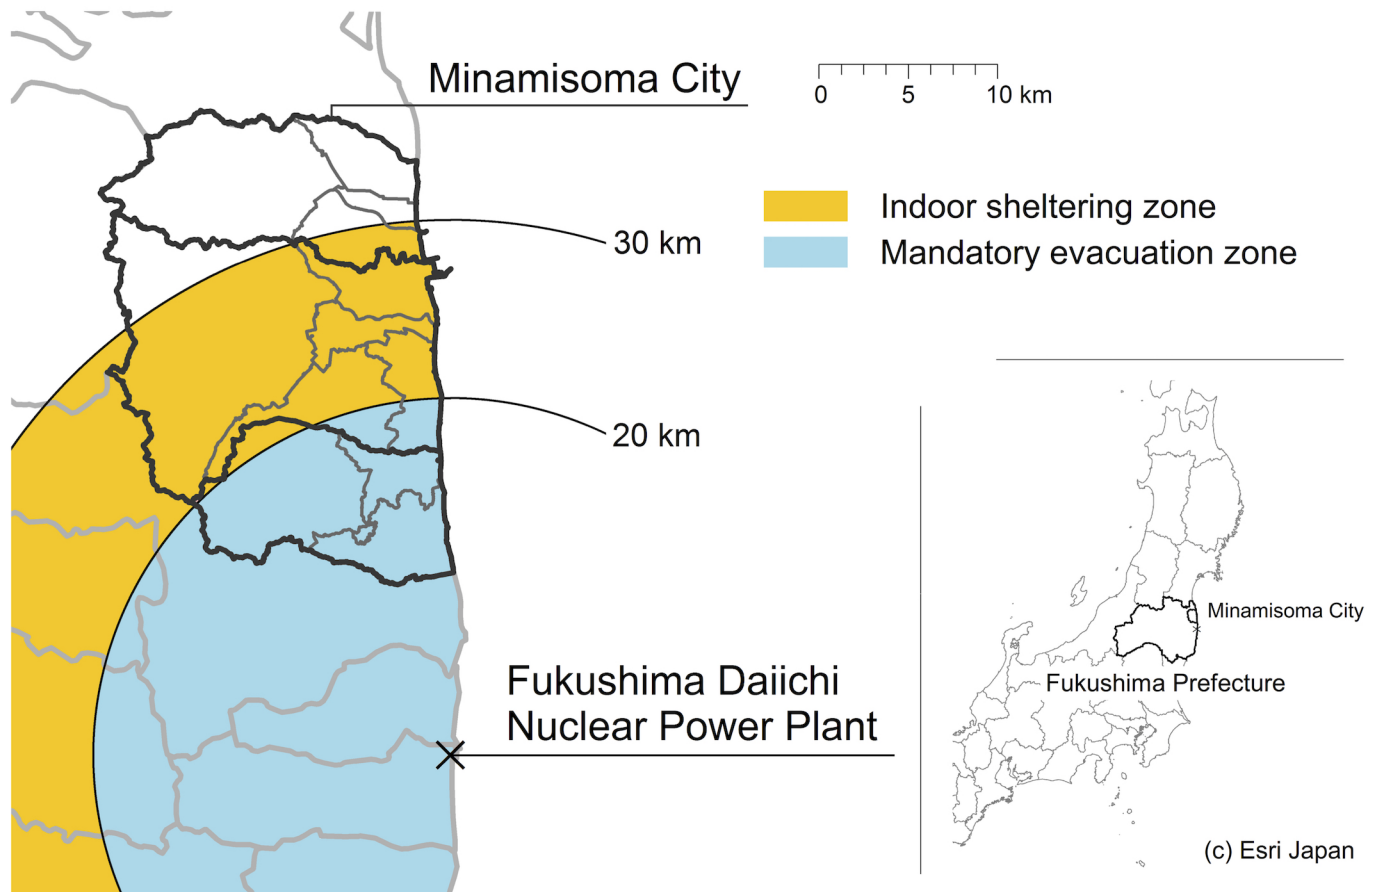 Minamisoma City
0 5 10 km
Indoor sheltering zone
Mandatory evacuation zone
30 km
20 km
Fukushima Daiichi
Nuclear Power Plant
Minamisoma City
Fukushima Prefecture
(c) Esri Japan